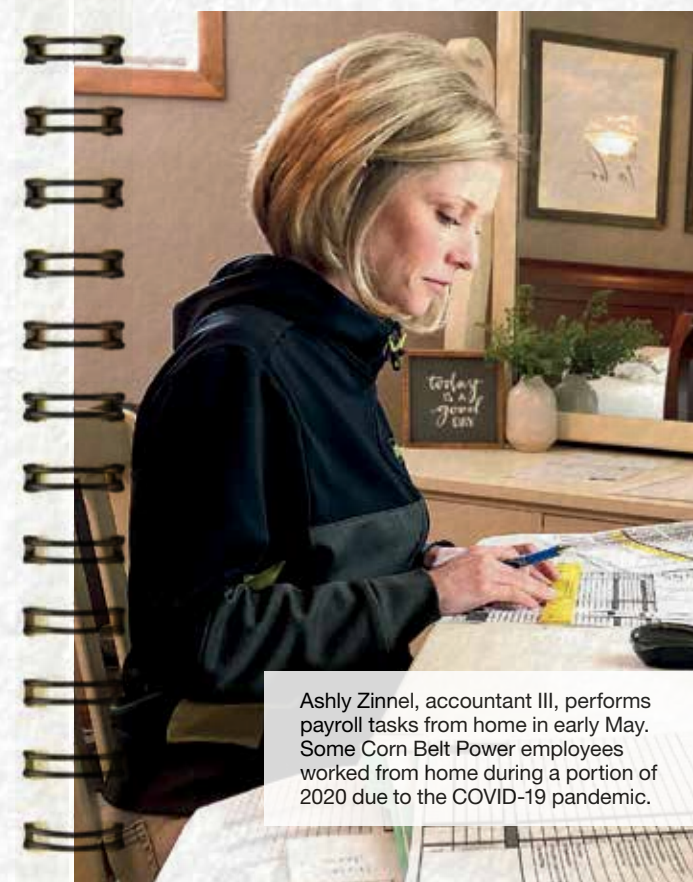 today
IS A
good
DAY
Ashly Zinnel, accountant III, performs
payroll tasks from home in early May.
Some Corn Belt Power employees
worked from home during a portion of
2020 due to the COVID-19 pandemic.